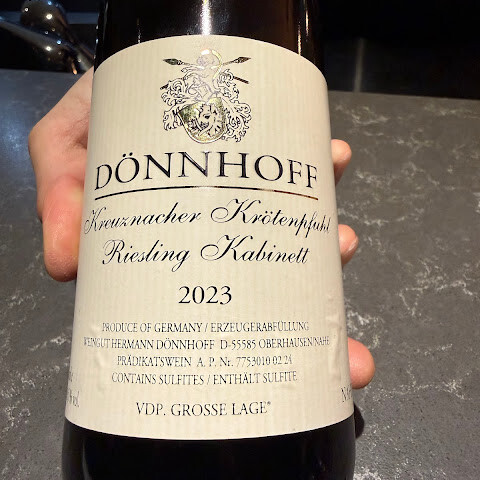 DÖNNHOFF
Kreuznacher Krötenpfuhl
Riesling Kabinett
2023
PRODUCE OF GERMANY / ERZEUGERABFÜLLUNG
WEINGUT HERMANN DÖNNHOFF D-55585 OBERHAUSEN/NAHE
PRÄDIKATSWEIN A. P. Nr. 7753010 02 24
CONTAINS SULFITES / ENTHÄLT SULFITE
VDP. GROSSE LAGE®